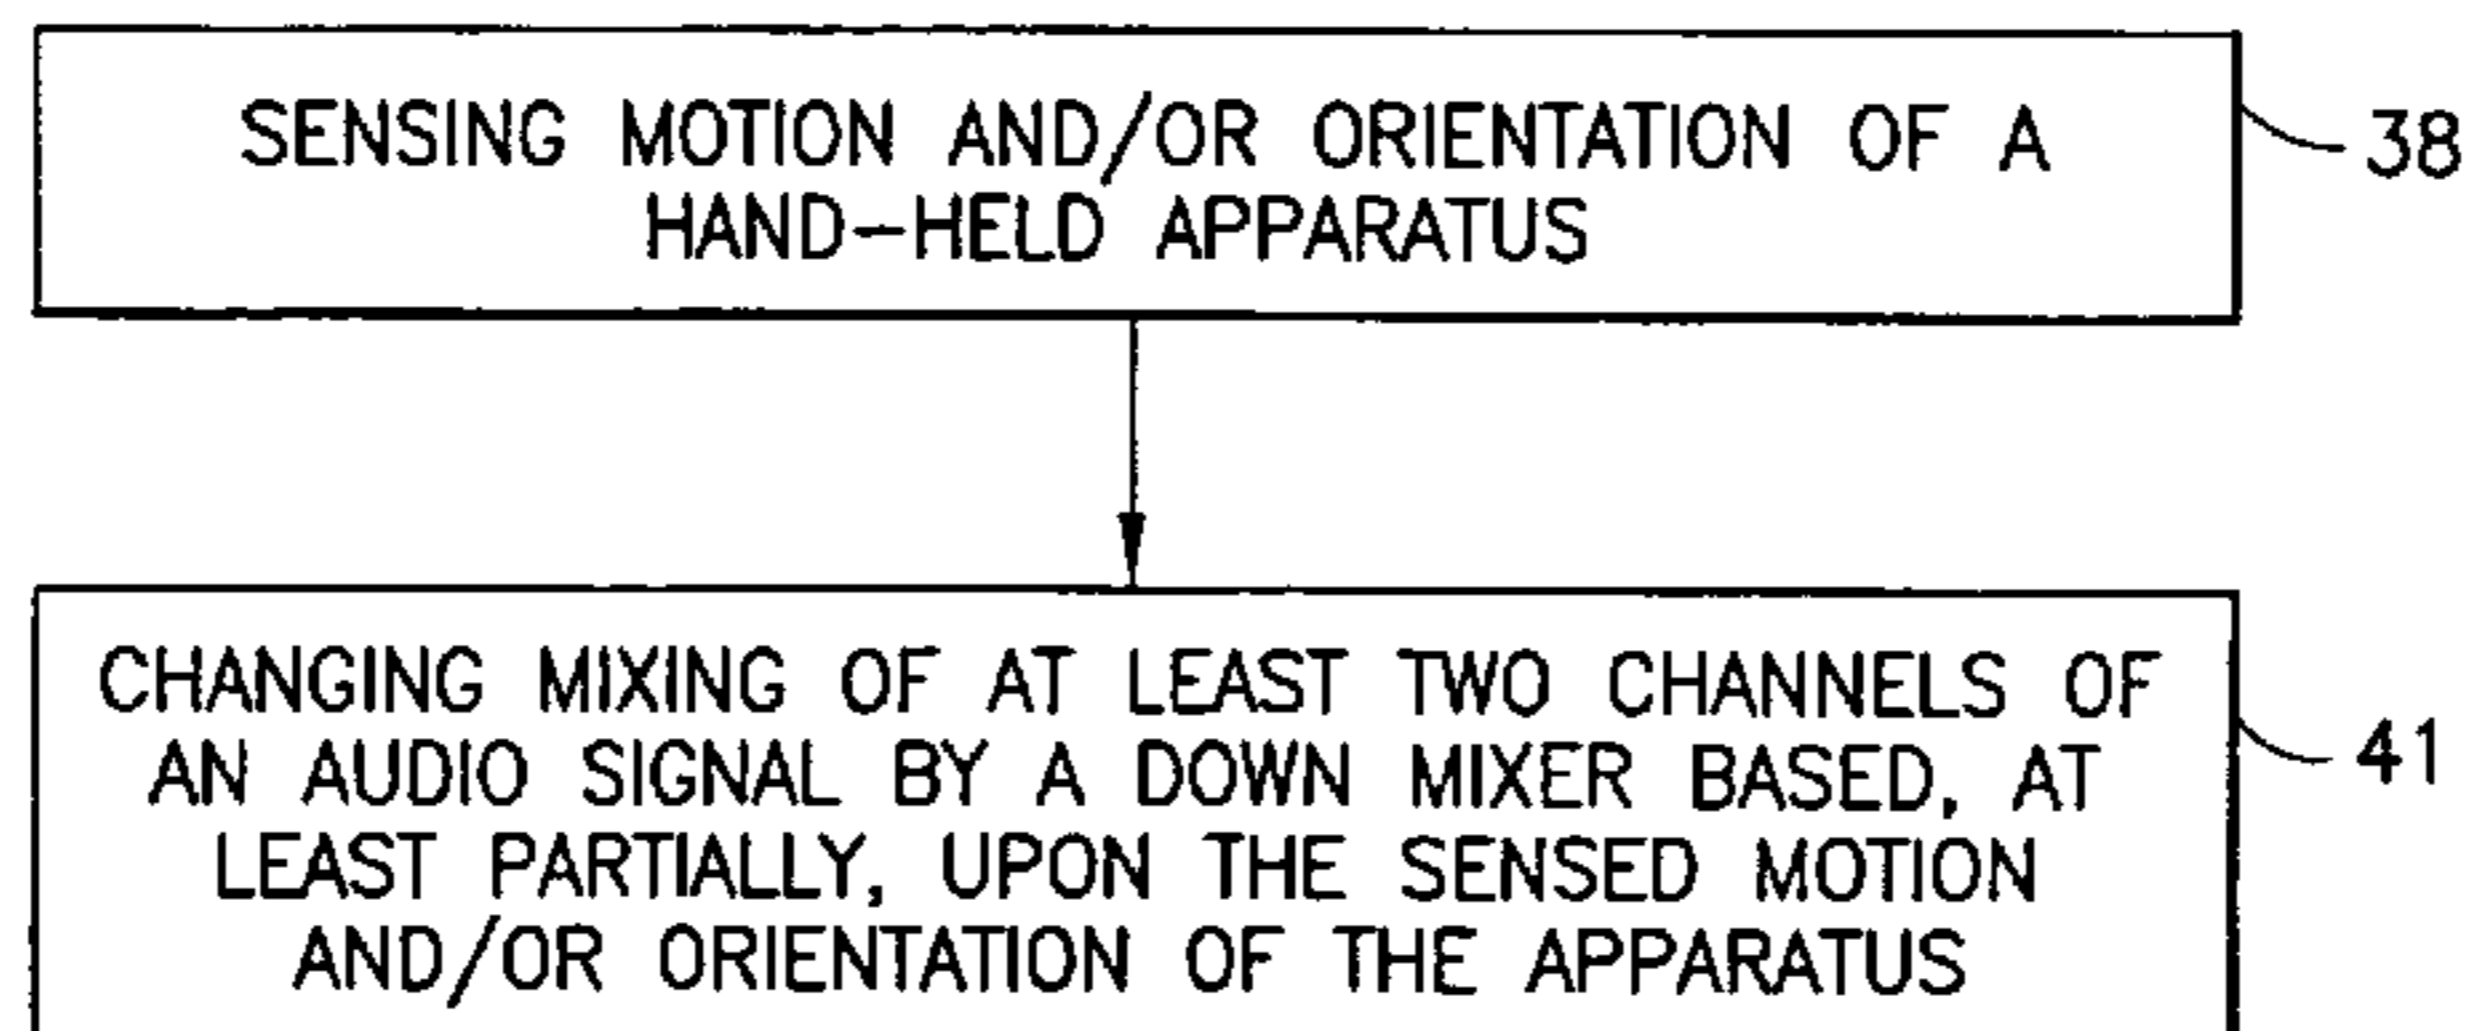 SENSING MOTION AND/OR ORIENTATION OF A
HAND-HELD APPARATUS
38
CHANGING MIXING OF AT LEAST TWO CHANNELS OF
AN AUDIO SIGNAL BY A DOWN MIXER BASED, AT
LEAST PARTIALLY, UPON THE SENSED MOTION
AND/OR ORIENTATION OF THE APPARATUS
41